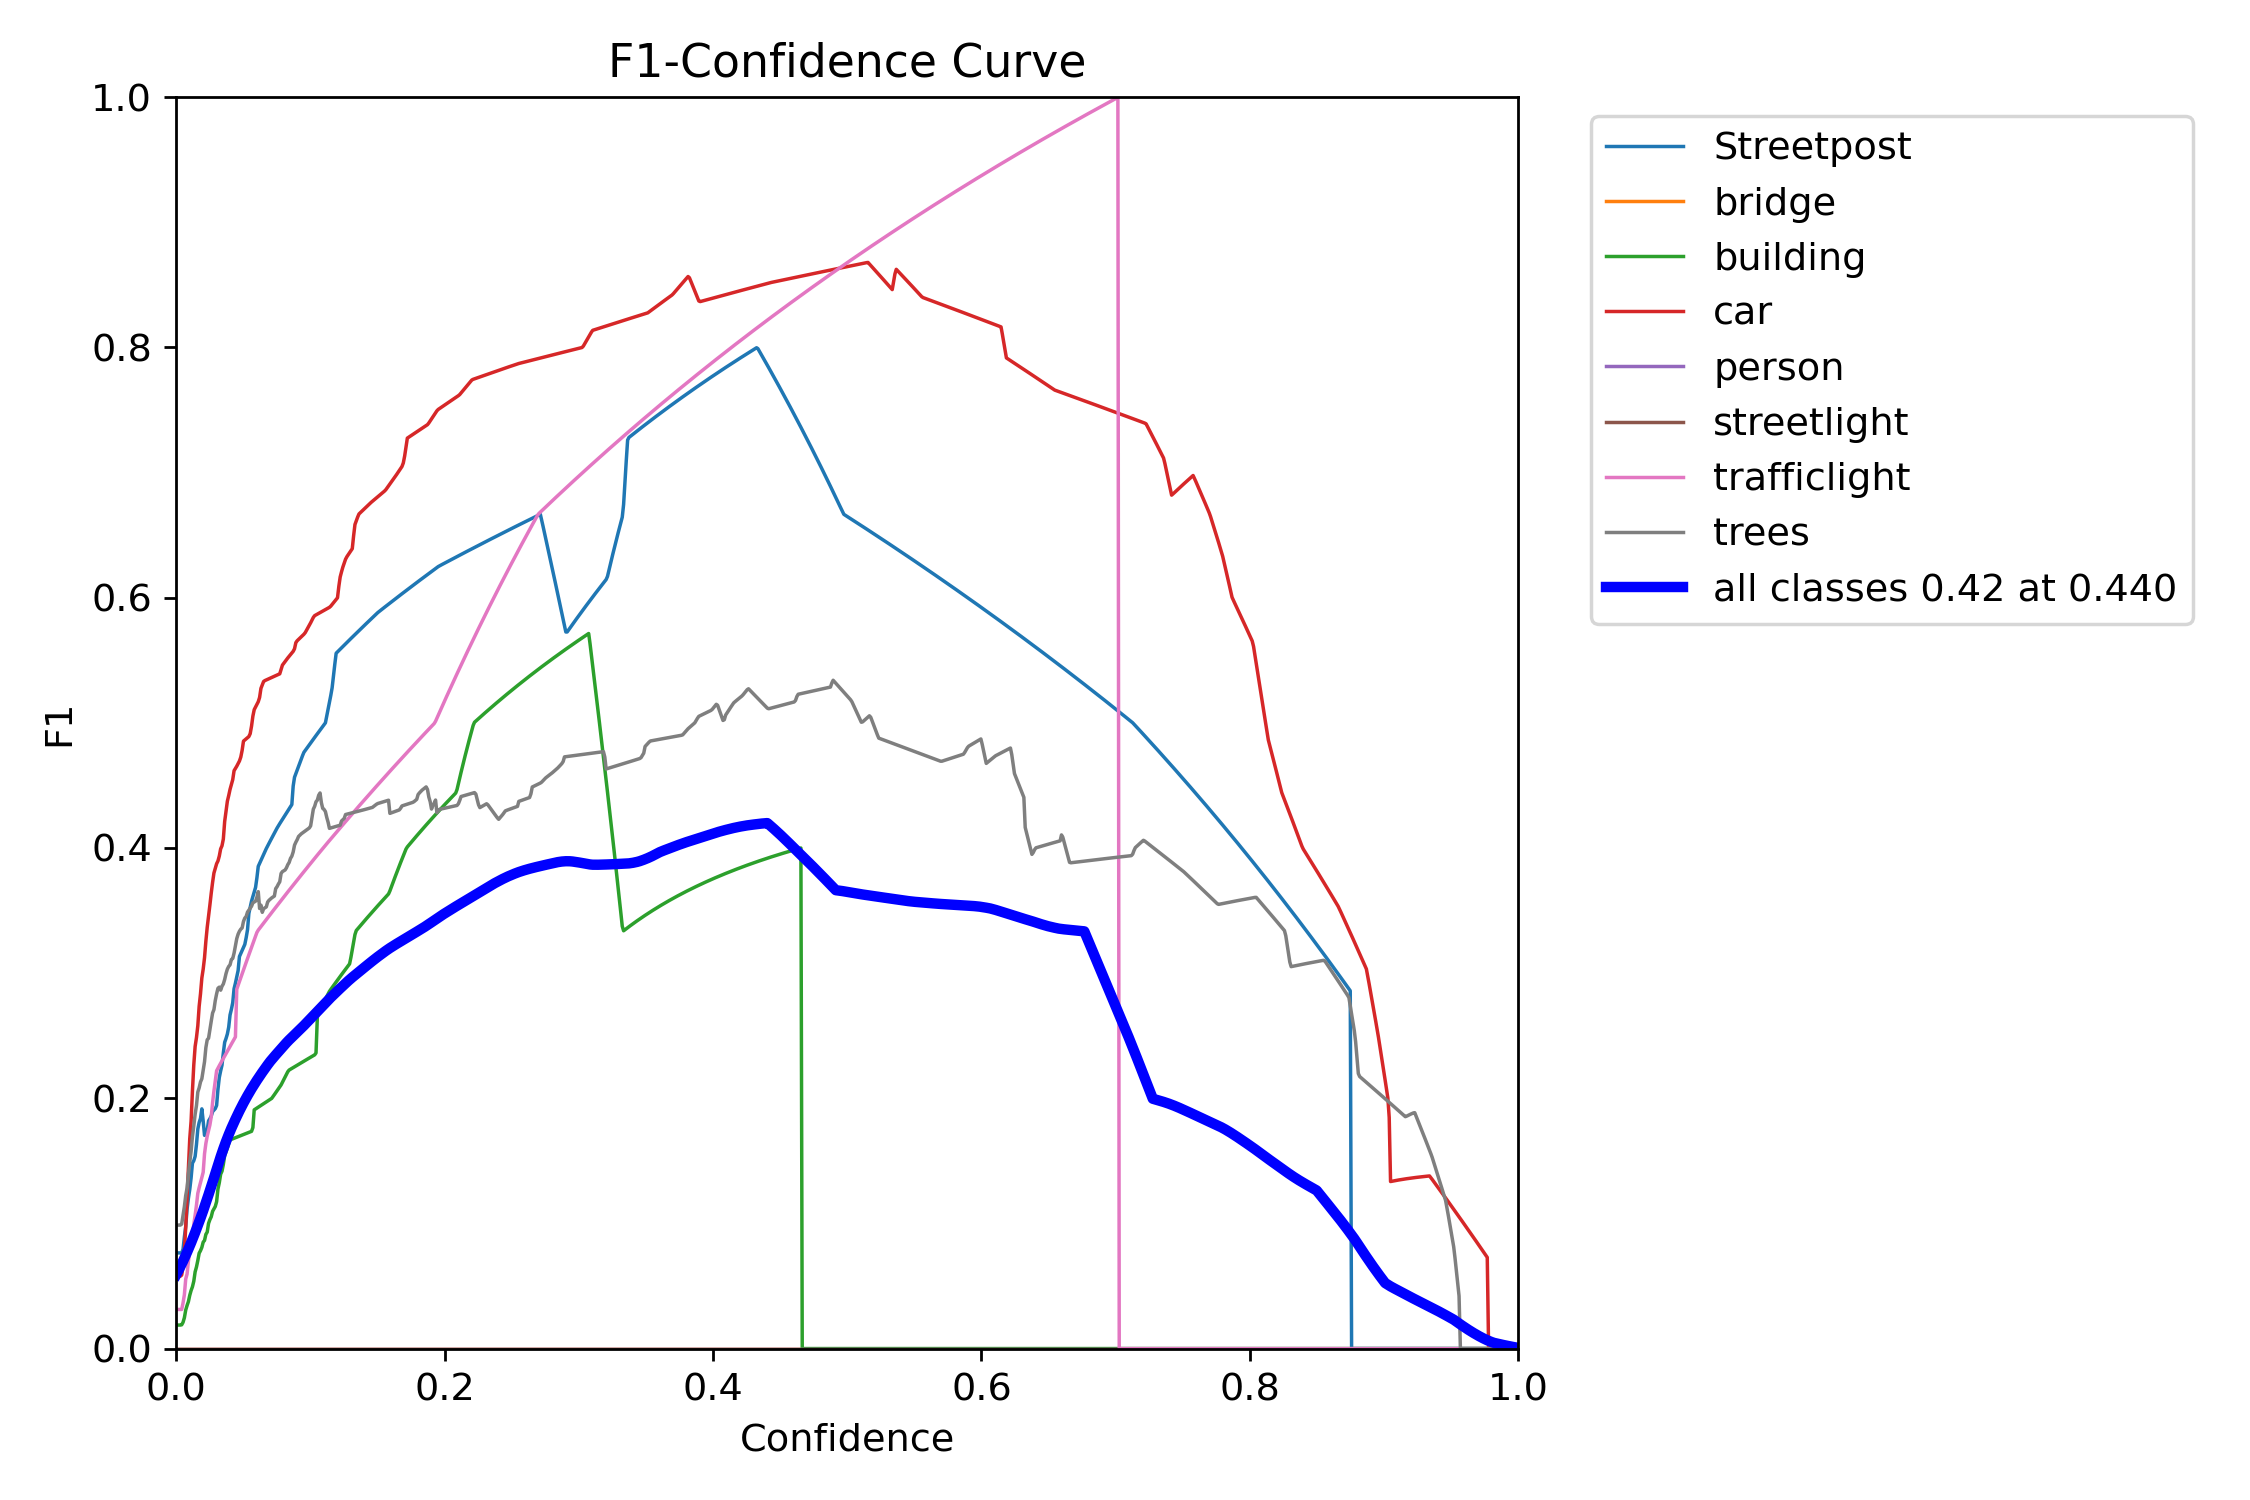 F1-Confidence Curve
1.0
0.8
0.6
0.4
0.2
0.0
F1
0.0 0.2 0.4 0.6 0.8 1.0
Confidence
Streetpost
bridge
building
car
person
streetlight
trafficlight
trees
all classes 0.42 at 0.440